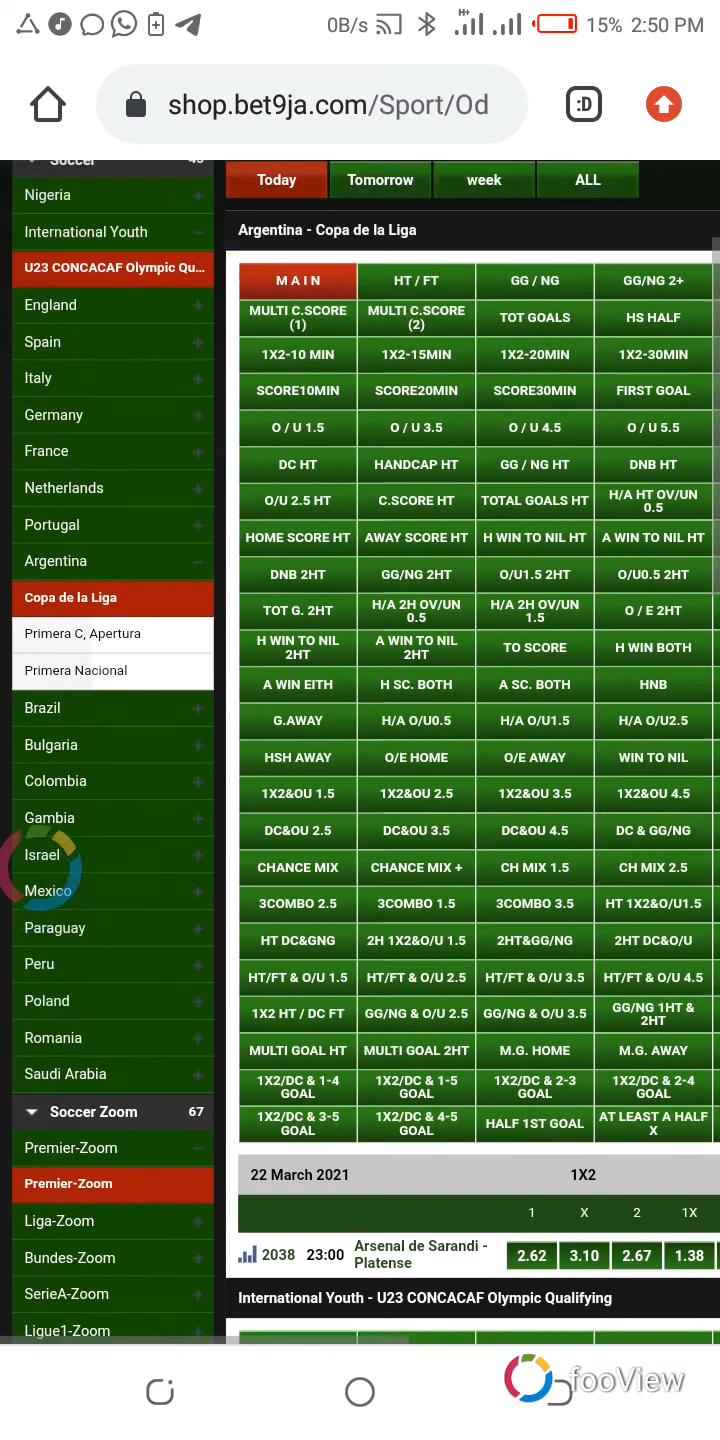 0B/s H+ 15% 2:50 PM
shop.bet9ja.com/Sport/Od :D
Soccer
Nigeria
International Youth
U23 CONCACAF Olympic Qu...
England
Spain
Italy
Germany
France
Netherlands
Portugal
Argentina
Copa de la Liga
Primera C, Apertura
Primera Nacional
Brazil
Bulgaria
Colombia
Gambia
Israel
Mexico
Paraguay
Peru
Poland
Romania
Saudi Arabia
Soccer Zoom 67
Premier-Zoom
Premier-Zoom
Liga-Zoom
Bundes-Zoom
SerieA-Zoom
Ligue1-Zoom
Today Tomorrow week ALL
Argentina - Copa de la Liga
M A I N HT / FT GG / NG GG/NG 2+
MULTI C.SCORE (1) MULTI C.SCORE (2) TOT GOALS HS HALF
1X2-10 MIN 1X2-15MIN 1X2-20MIN 1X2-30MIN
SCORE10MIN SCORE20MIN SCORE30MIN FIRST GOAL
O / U 1.5 O / U 3.5 O / U 4.5 O / U 5.5
DC HT HANDCAP HT GG / NG HT DNB HT
O/U 2.5 HT C.SCORE HT TOTAL GOALS HT H/A HT OV/UN 0.5
HOME SCORE HT AWAY SCORE HT H WIN TO NIL HT A WIN TO NIL HT
DNB 2HT GG/NG 2HT O/U1.5 2HT O/U0.5 2HT
TOT G. 2HT H/A 2H OV/UN 0.5 H/A 2H OV/UN 1.5 O / E 2HT
H WIN TO NIL 2HT A WIN TO NIL 2HT TO SCORE H WIN BOTH
A WIN EITH H SC. BOTH A SC. BOTH HNB
G.AWAY H/A O/U0.5 H/A O/U1.5 H/A O/U2.5
HSH AWAY O/E HOME O/E AWAY WIN TO NIL
1X2&OU 1.5 1X2&OU 2.5 1X2&OU 3.5 1X2&OU 4.5
DC&OU 2.5 DC&OU 3.5 DC&OU 4.5 DC & GG/NG
CHANCE MIX CHANCE MIX + CH MIX 1.5 CH MIX 2.5
3COMBO 2.5 3COMBO 1.5 3COMBO 3.5 HT 1X2&O/U1.5
HT DC&GNG 2H 1X2&O/U 1.5 2HT&GG/NG 2HT DC&O/U
HT/FT & O/U 1.5 HT/FT & O/U 2.5 HT/FT & O/U 3.5 HT/FT & O/U 4.5
1X2 HT / DC FT GG/NG & O/U 2.5 GG/NG & O/U 3.5 GG/NG 1HT & 2HT
MULTI GOAL HT MULTI GOAL 2HT M.G. HOME M.G. AWAY
1X2/DC & 1-4 GOAL 1X2/DC & 1-5 GOAL 1X2/DC & 2-3 GOAL 1X2/DC & 2-4 GOAL
1X2/DC & 3-5 GOAL 1X2/DC & 4-5 GOAL HALF 1ST GOAL AT LEAST A HALF X
22 March 2021 1X2
1 X 2 1X
2038 23:00 Arsenal de Sarandi - Platense 2.62 3.10 2.67 1.38
International Youth - U23 CONCACAF Olympic Qualifying
fooView